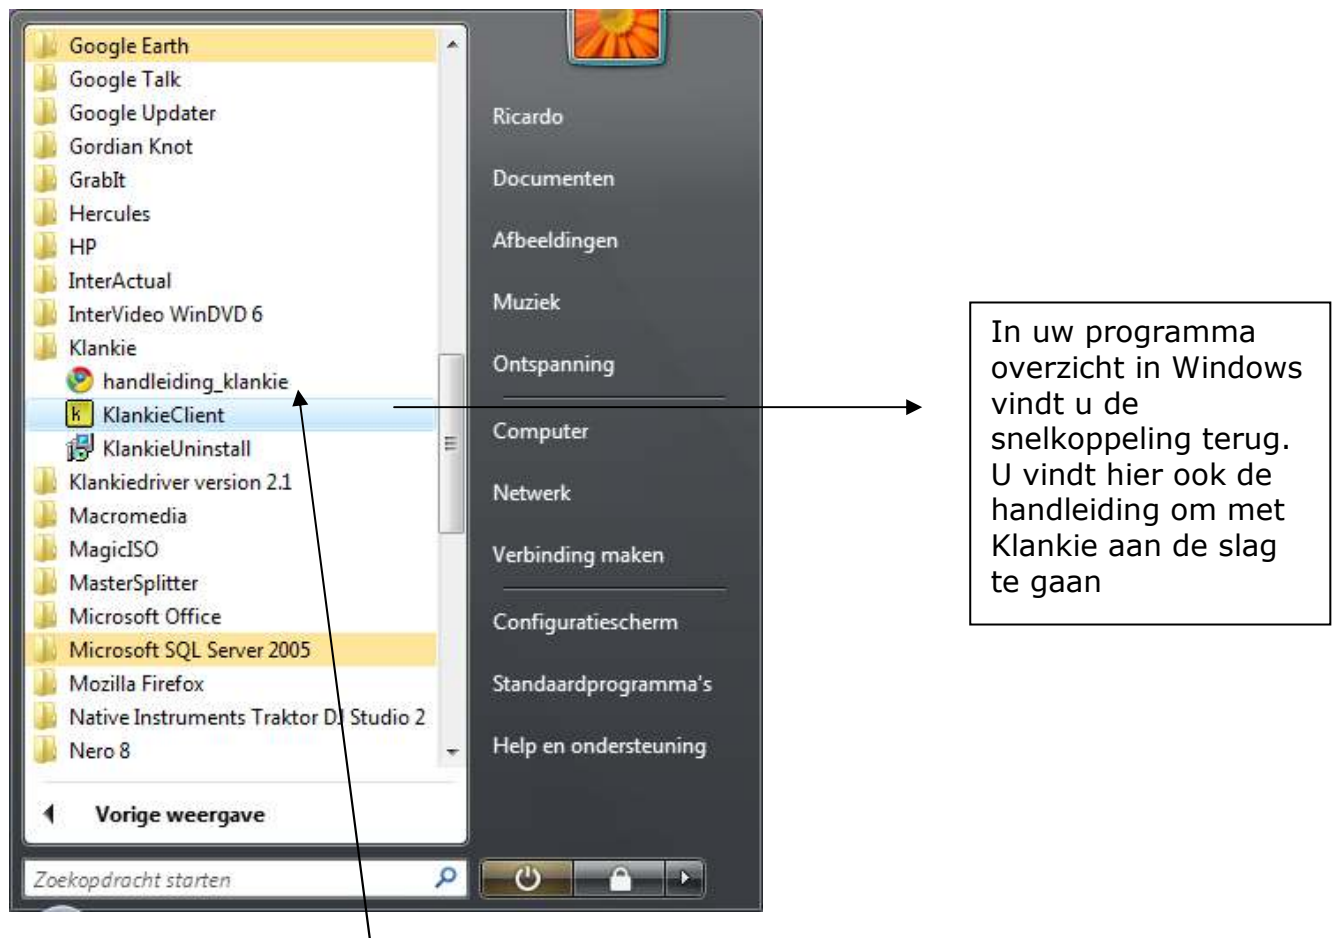 Google Earth
Google Talk
Google Updater
Gordian Knot
GrabIt
Hercules
HP
InterActual
InterVideo WinDVD 6
Klankie
handleiding_klankie
k KlankieClient
KlankieUninstall
Klankiedriver version 2.1
Macromedia
MagicISO
MasterSplitter
Microsoft Office
Microsoft SQL Server 2005
Mozilla Firefox
Native Instruments Traktor DJ Studio 2
Nero 8
Vorige weergave
Zoekopdracht starten
Ricardo
Documenten
Afbeeldingen
Muziek
Ontspanning
Computer
Netwerk
Verbinding maken
Configuratiescherm
Standaardprogramma's
Help en ondersteuning
In uw programma
overzicht in Windows
vindt u de
snelkoppeling terug.
U vindt hier ook de
handleiding om met
Klankie aan de slag
te gaan